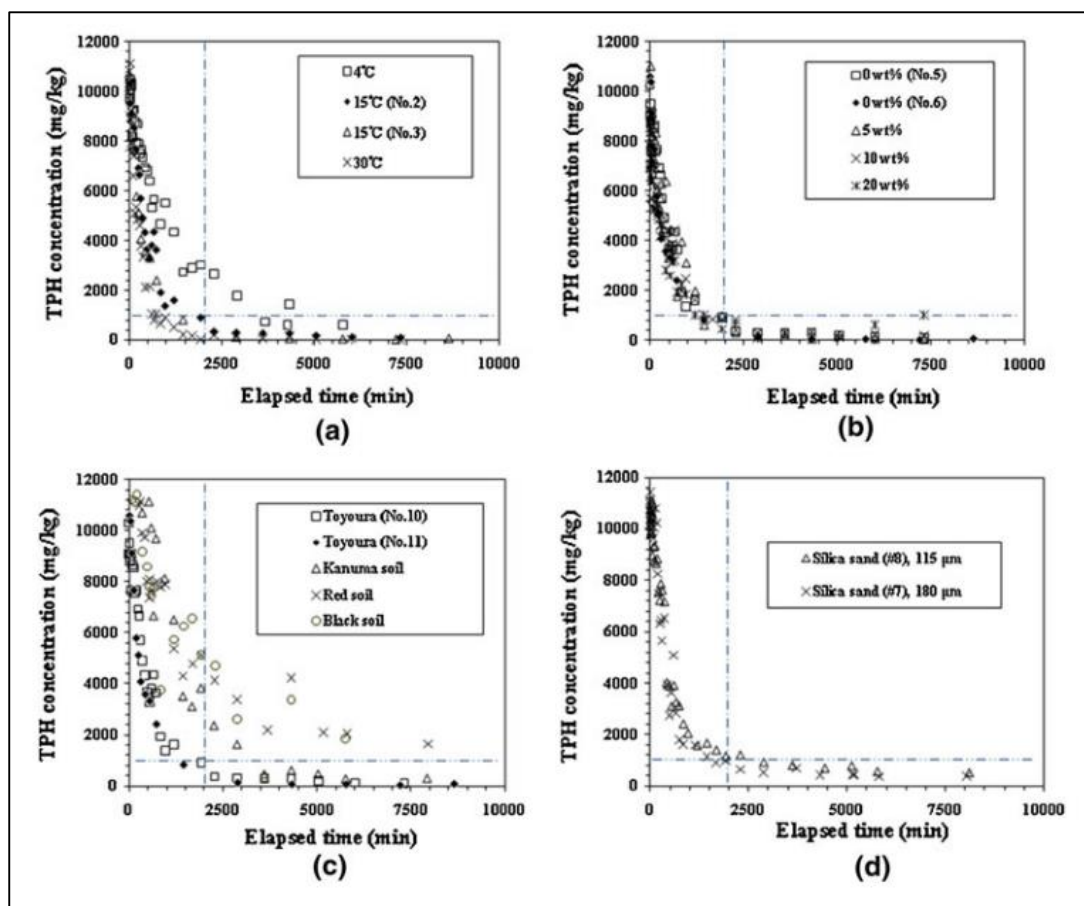 12000
10000
8000
6000
4000
2000
0
TPH concentration (mg/kg)
4℃
15℃ (No.2)
15℃ (No.3)
30℃
0 2500 5000 7500 10000
Elapsed time (min)
(a)
12000
10000
8000
6000
4000
2000
0
TPH concentration (mg/kg)
0 wt% (No.5)
0 wt% (No.6)
5 wt%
10 wt%
20 wt%
0 2500 5000 7500 10000
Elapsed time (min)
(b)
12000
10000
8000
6000
4000
2000
0
TPH concentration (mg/kg)
Toyoura (No.10)
Toyoura (No.11)
Kanuma soil
Red soil
Black soil
0 2500 5000 7500 10000
Elapsed time (min)
(c)
12000
10000
8000
6000
4000
2000
0
TPH concentration (mg/kg)
Silica sand (#8), 115 µm
Silica sand (#7), 180 µm
0 2500 5000 7500 10000
Elapsed time (min)
(d)